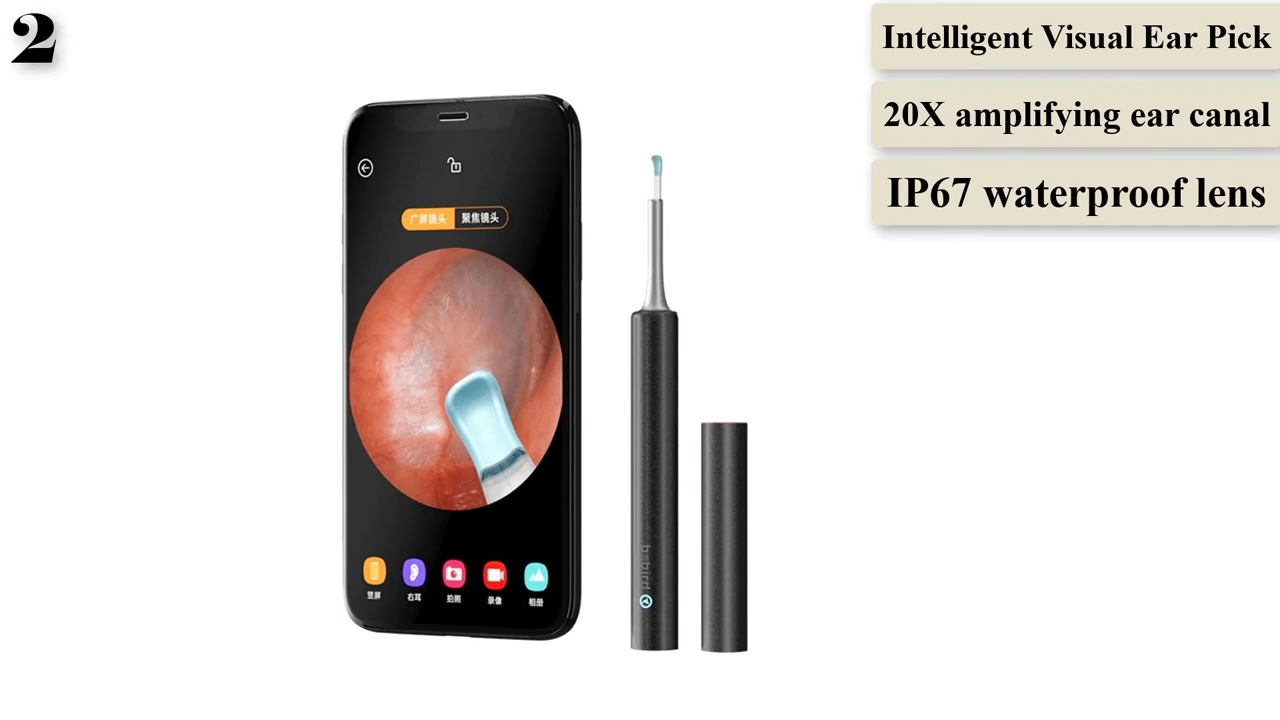 2
Intelligent Visual Ear Pick
20X amplifying ear canal
IP67 waterproof lens
广屏镜头 聚焦镜头
竖屏 右耳 拍照 录像 相册
bebird